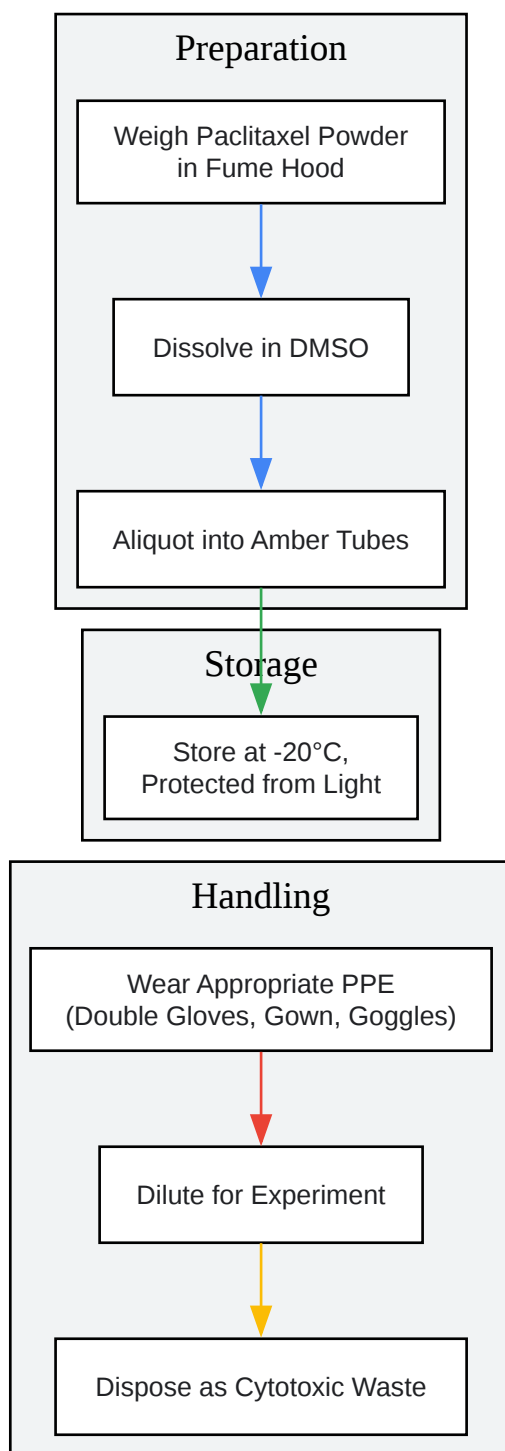 Preparation
Weigh Paclitaxel Powder
in Fume Hood
Dissolve in DMSO
Aliquot into Amber Tubes
Storage
Store at -20°C,
Protected from Light
Handling
Wear Appropriate PPE
(Double Gloves, Gown, Goggles)
Dilute for Experiment
Dispose as Cytotoxic Waste